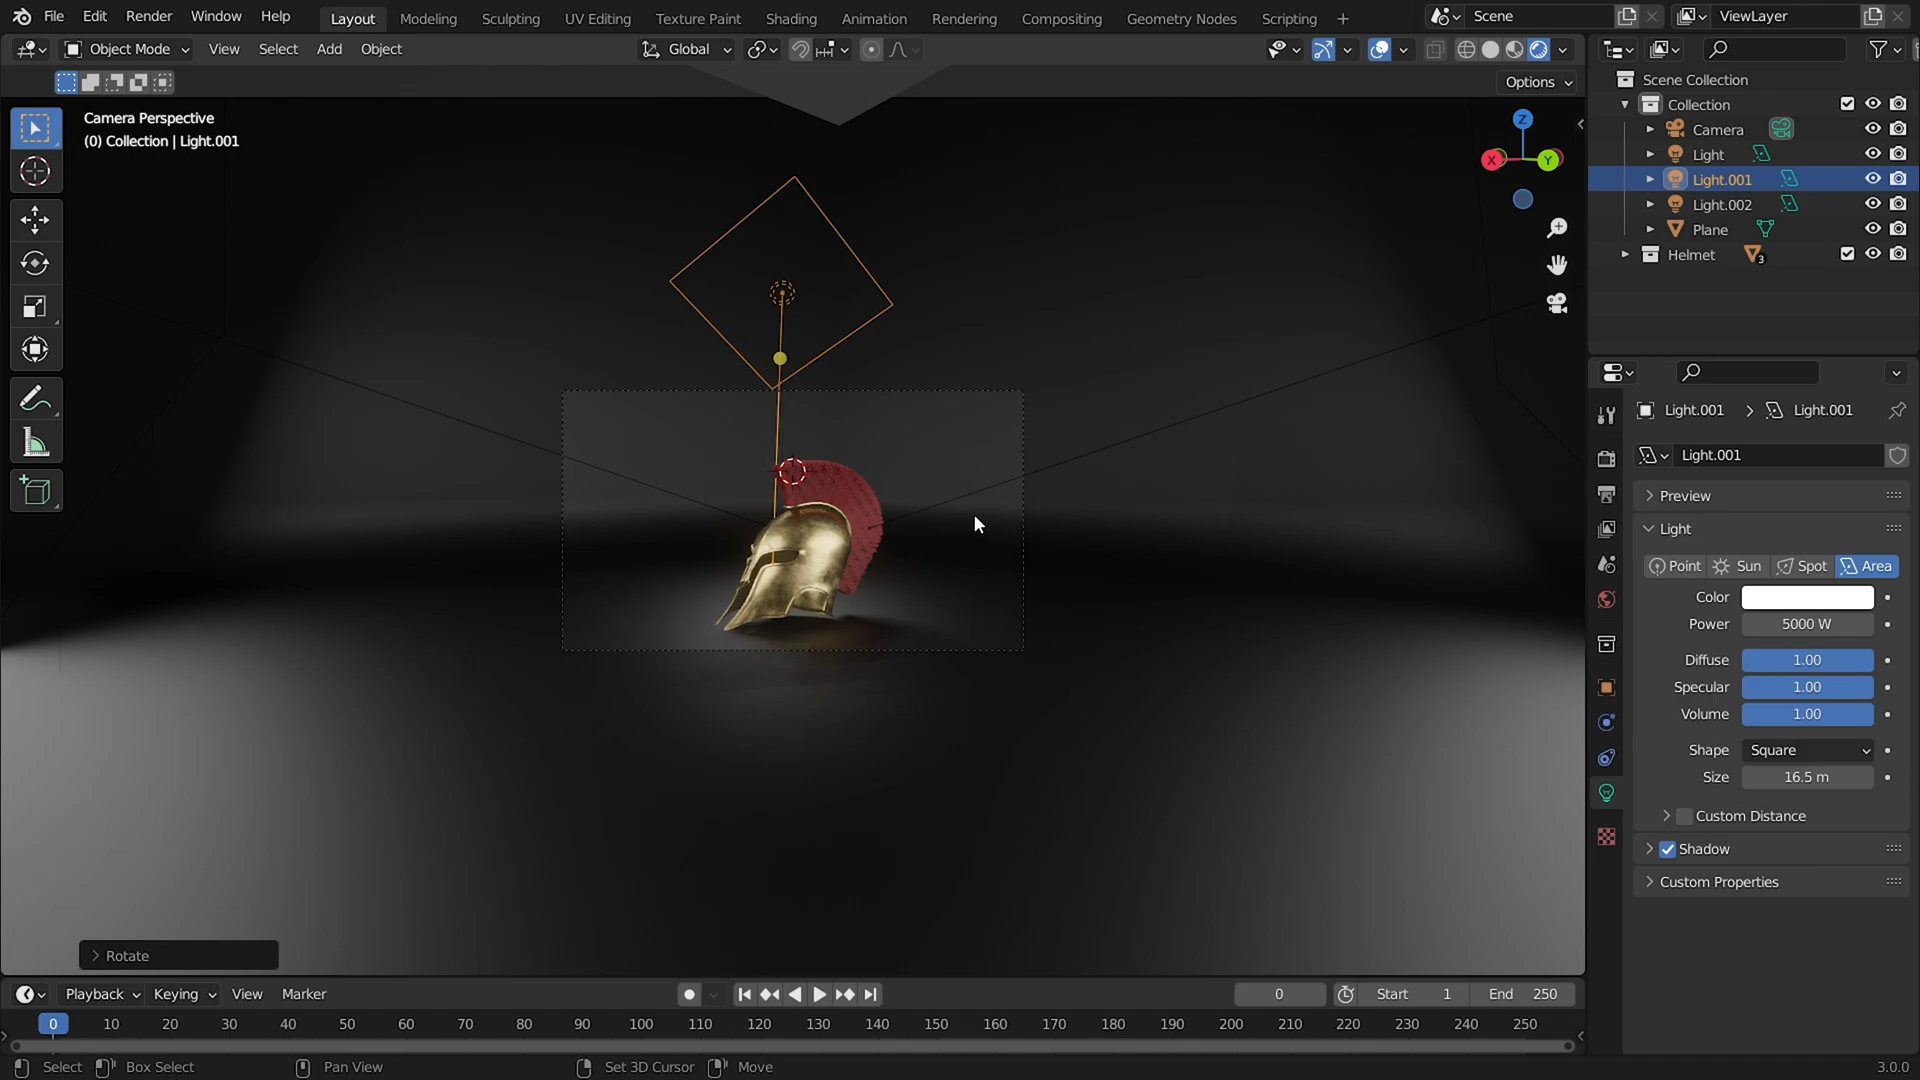 File Edit Render Window Help Layout Modeling Sculpting UV Editing Texture Paint Shading Animation Rendering Compositing Geometry Nodes Scripting + Scene ViewLayer
Object Mode View Select Add Object Global
Options
Camera Perspective
(0) Collection | Light.001
Z
X
Y
Scene Collection
Collection
Camera
Light
Light.001
Light.002
Plane
Helmet 3
Light.001 > Light.001
Light.001
Preview
Light
Point Sun Spot Area
Color
Power 5000 W
Diffuse 1.00
Specular 1.00
Volume 1.00
Shape Square
Size 16.5 m
Custom Distance
Shadow
Custom Properties
Rotate
Playback Keying View Marker 0 Start 1 End 250
0 10 20 30 40 50 60 70 80 90 100 110 120 130 140 150 160 170 180 190 200 210 220 230 240 250
Select Box Select Pan View Set 3D Cursor Move 3.0.0